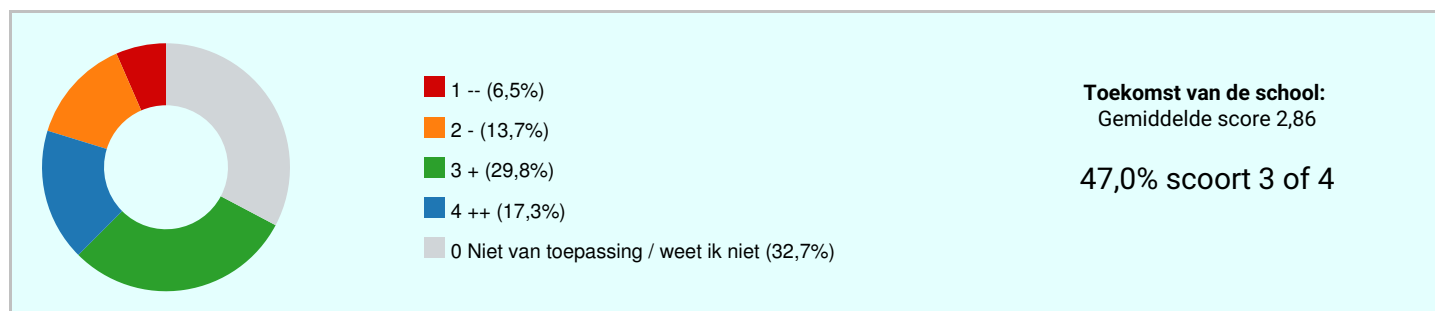 1 -- (6,5%)
2 - (13,7%)
3 + (29,8%)
4 ++ (17,3%)
0 Niet van toepassing / weet ik niet (32,7%)
Toekomst van de school:
Gemiddelde score 2,86
47,0% scoort 3 of 4